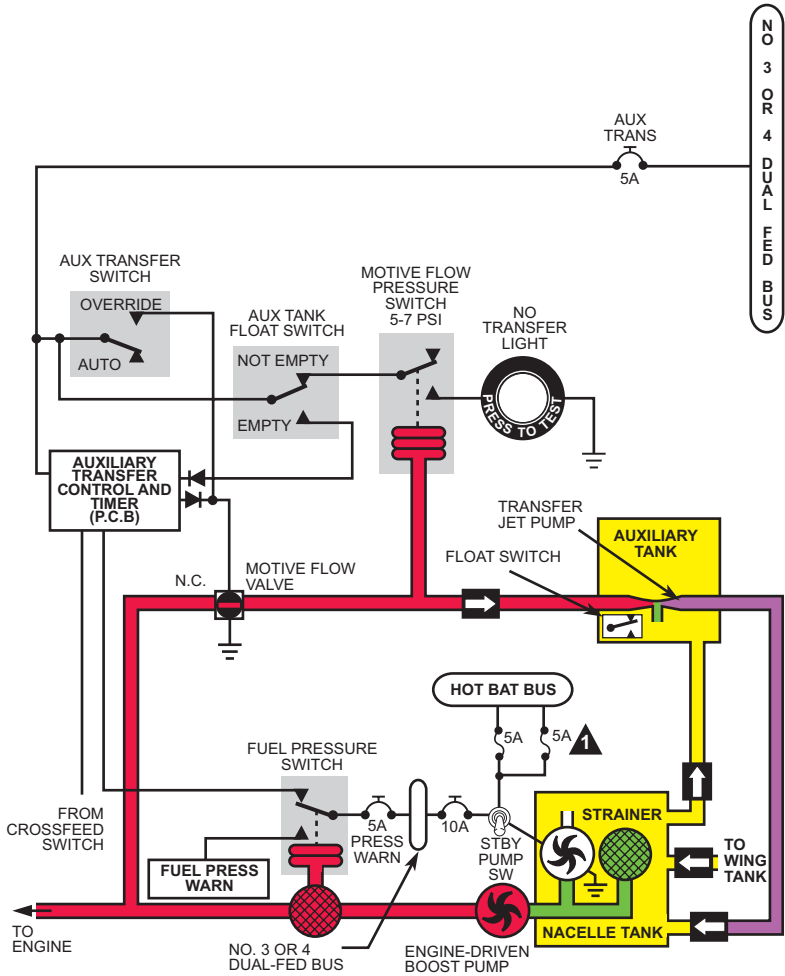 NO 3 OR 4 DUAL FED BUS
AUX
TRANS
5A
AUX TRANSFER
SWITCH
OVERRIDE
AUTO
AUX TANK
FLOAT SWITCH
NOT EMPTY
EMPTY
MOTIVE FLOW
PRESSURE
SWITCH
5-7 PSI
NO
TRANSFER
LIGHT
PRESS TO TEST
AUXILIARY
TRANSFER
CONTROL AND
TIMER
(P.C.B)
TRANSFER
JET PUMP
AUXILIARY
TANK
FLOAT SWITCH
N.C.
MOTIVE FLOW
VALVE
HOT BAT BUS
5A
5A
1
FUEL PRESSURE
SWITCH
FROM
CROSSFEED
SWITCH
5A
PRESS
WARN
10A
STBY
PUMP
SW
STRAINER
TO
WING
TANK
FUEL PRESS
WARN
NACELLE TANK
TO
ENGINE
NO. 3 OR 4
DUAL-FED BUS
ENGINE-DRIVEN
BOOST PUMP